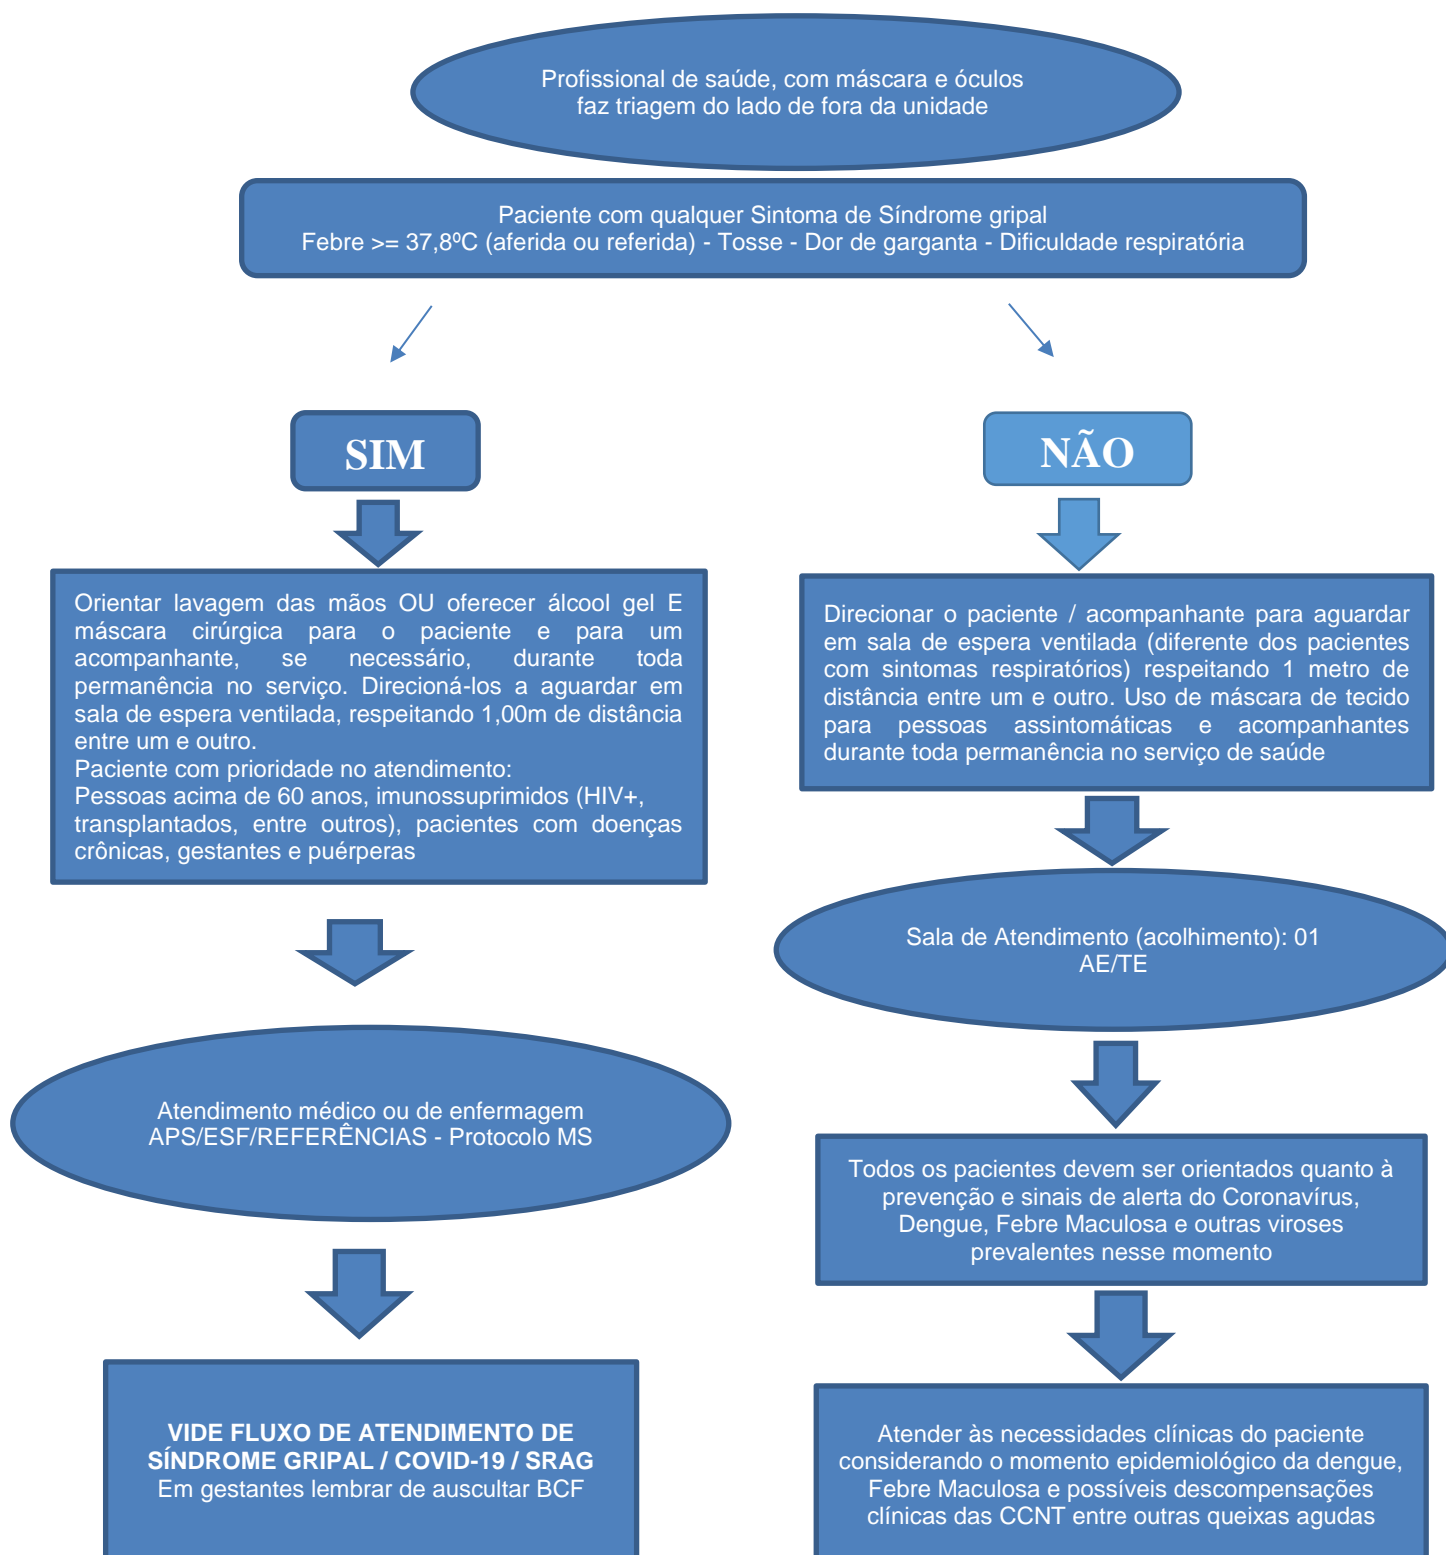 Profissional de saúde, com máscara e óculos
faz triagem do lado de fora da unidade
Paciente com qualquer Sintoma de Síndrome gripal
Febre >= 37,8ºC (aferida ou referida) - Tosse - Dor de garganta - Dificuldade respiratória
SIM
Orientar lavagem das mãos OU oferecer álcool gel E
máscara cirúrgica para o paciente e para um
acompanhante, se necessário, durante toda
permanência no serviço. Direcioná-los a aguardar em
sala de espera ventilada, respeitando 1,00m de distância
entre um e outro.
Paciente com prioridade no atendimento:
Pessoas acima de 60 anos, imunossuprimidos (HIV+,
transplantados, entre outros), pacientes com doenças
crônicas, gestantes e puérperas
Atendimento médico ou de enfermagem
APS/ESF/REFERÊNCIAS - Protocolo MS
VIDE FLUXO DE ATENDIMENTO DE
SÍNDROME GRIPAL / COVID-19 / SRAG
Em gestantes lembrar de auscultar BCF
NÃO
Direcionar o paciente / acompanhante para aguardar
em sala de espera ventilada (diferente dos pacientes
com sintomas respiratórios) respeitando 1 metro de
distância entre um e outro. Uso de máscara de tecido
para pessoas assintomáticas e acompanhantes
durante toda permanência no serviço de saúde
Sala de Atendimento (acolhimento): 01
AE/TE
Todos os pacientes devem ser orientados quanto à
prevenção e sinais de alerta do Coronavírus,
Dengue, Febre Maculosa e outras viroses
prevalentes nesse momento
Atender às necessidades clínicas do paciente
considerando o momento epidemiológico da dengue,
Febre Maculosa e possíveis descompensações
clínicas das CCNT entre outras queixas agudas